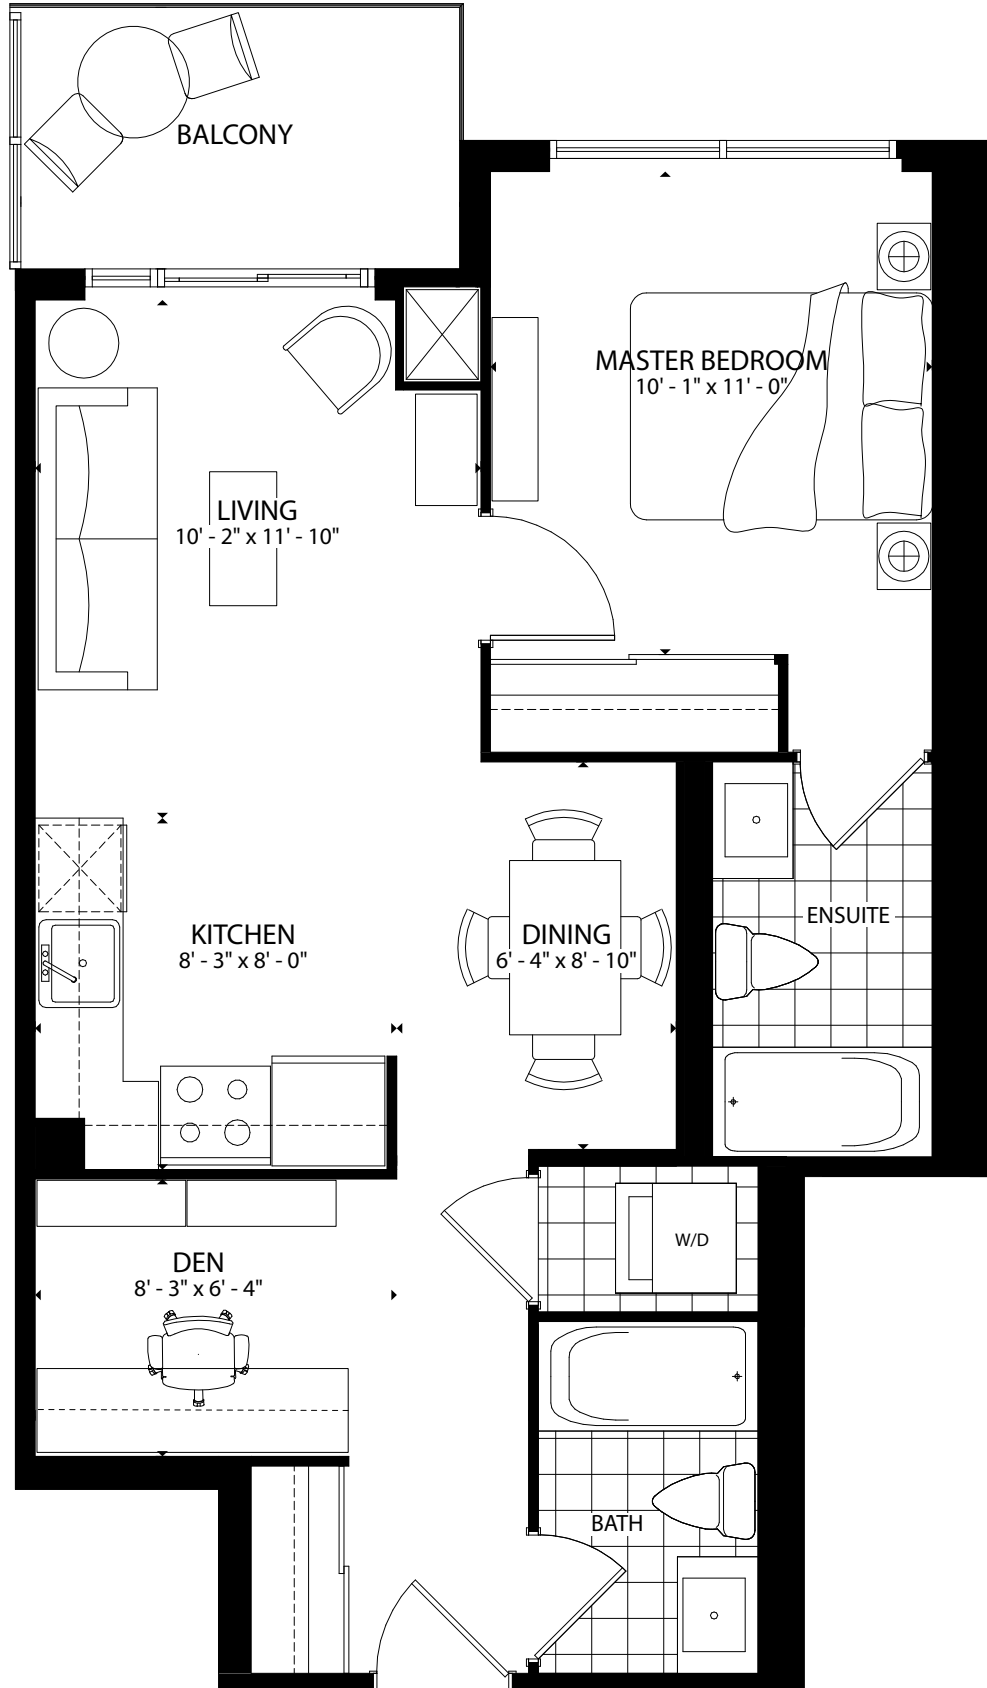 BALCONY
MASTER BEDROOM
10' - 1" x 11' - 0"
LIVING
10' - 2" x 11' - 10"
KITCHEN
8' - 3" x 8' - 0"
DINING
6' - 4" x 8' - 10"
ENSUITE
W/D
DEN
8' - 3" x 6' - 4"
BATH